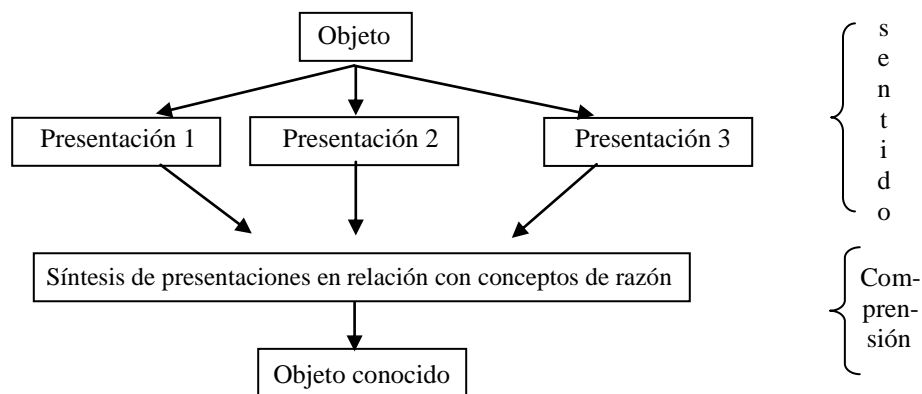 Objeto
Presentación 1
Presentación 2
Presentación 3
sentido
Síntesis de presentaciones en relación con conceptos de razón
Com-
pren-
sión
Objeto conocido